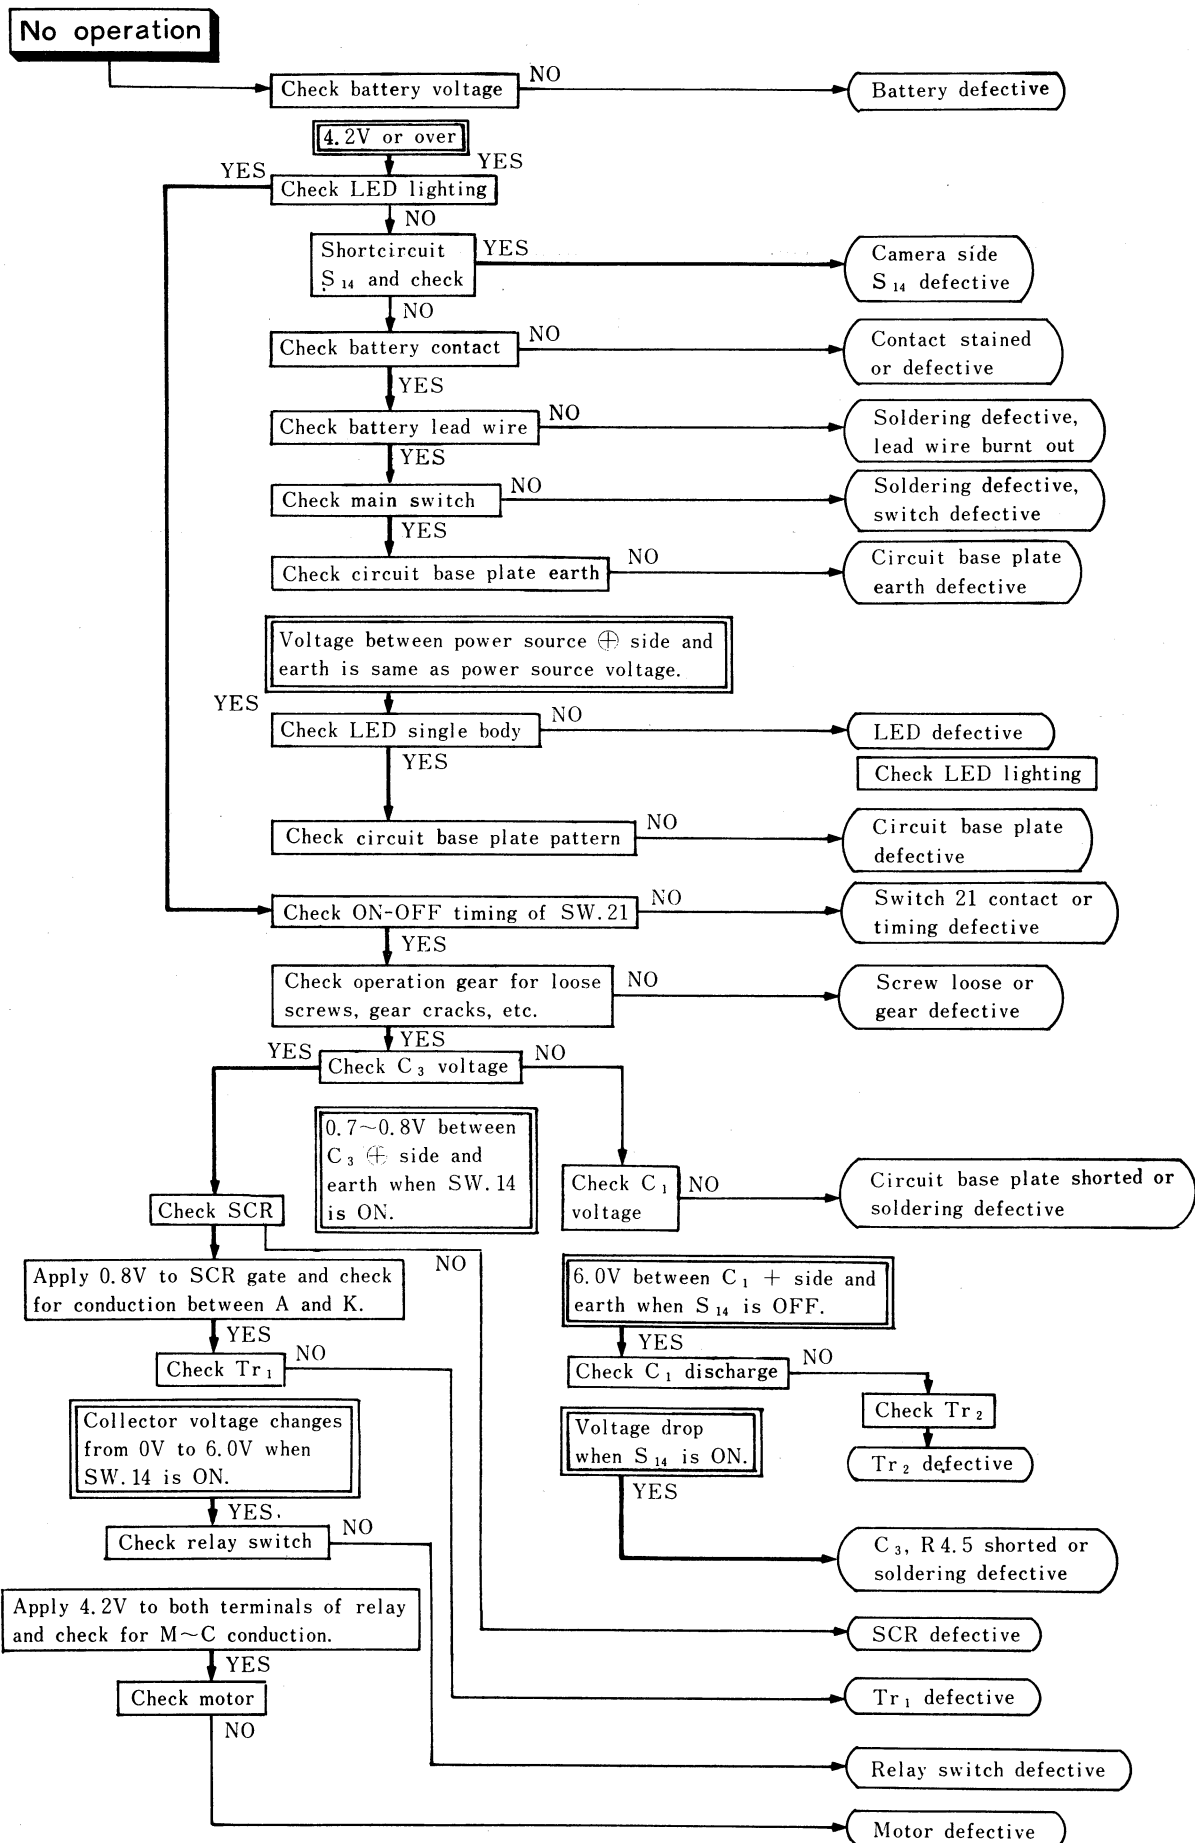 No operation
Check battery voltage
NO
Battery defective
4.2V or over
YES
YES
Check LED lighting
NO
Shortcircuit
S14 and check
YES
Camera side
S14 defective
NO
Check battery contact
NO
Contact stained
or defective
YES
Check battery lead wire
NO
Soldering defective,
lead wire burnt out
YES
Check main switch
NO
Soldering defective,
switch defective
YES
Check circuit base plate earth
NO
Circuit base plate
earth defective
Voltage between power source ⊕ side and
earth is same as power source voltage.
YES
Check LED single body
NO
LED defective
YES
Check LED lighting
Check circuit base plate pattern
NO
Circuit base plate
defective
Check ON-OFF timing of SW.21
NO
Switch 21 contact or
timing defective
YES
Check operation gear for loose
screws, gear cracks, etc.
NO
Screw loose or
gear defective
YES
YES
Check C3 voltage
NO
0.7~0.8V between
C3 ⊕ side and
earth when SW.14
is ON.
Check C1
voltage
NO
Circuit base plate shorted or
soldering defective
Check SCR
NO
Apply 0.8V to SCR gate and check
for conduction between A and K.
6.0V between C1 + side and
earth when S14 is OFF.
YES
YES
Check Tr1
NO
Check C1 discharge
NO
Check Tr2
Collector voltage changes
from 0V to 6.0V when
SW.14 is ON.
Voltage drop
when S14 is ON.
Tr2 defective
YES
YES.
Check relay switch
NO
C3, R4.5 shorted or
soldering defective
Apply 4.2V to both terminals of relay
and check for M~C conduction.
SCR defective
YES
Check motor
Tr1 defective
NO
Relay switch defective
Motor defective